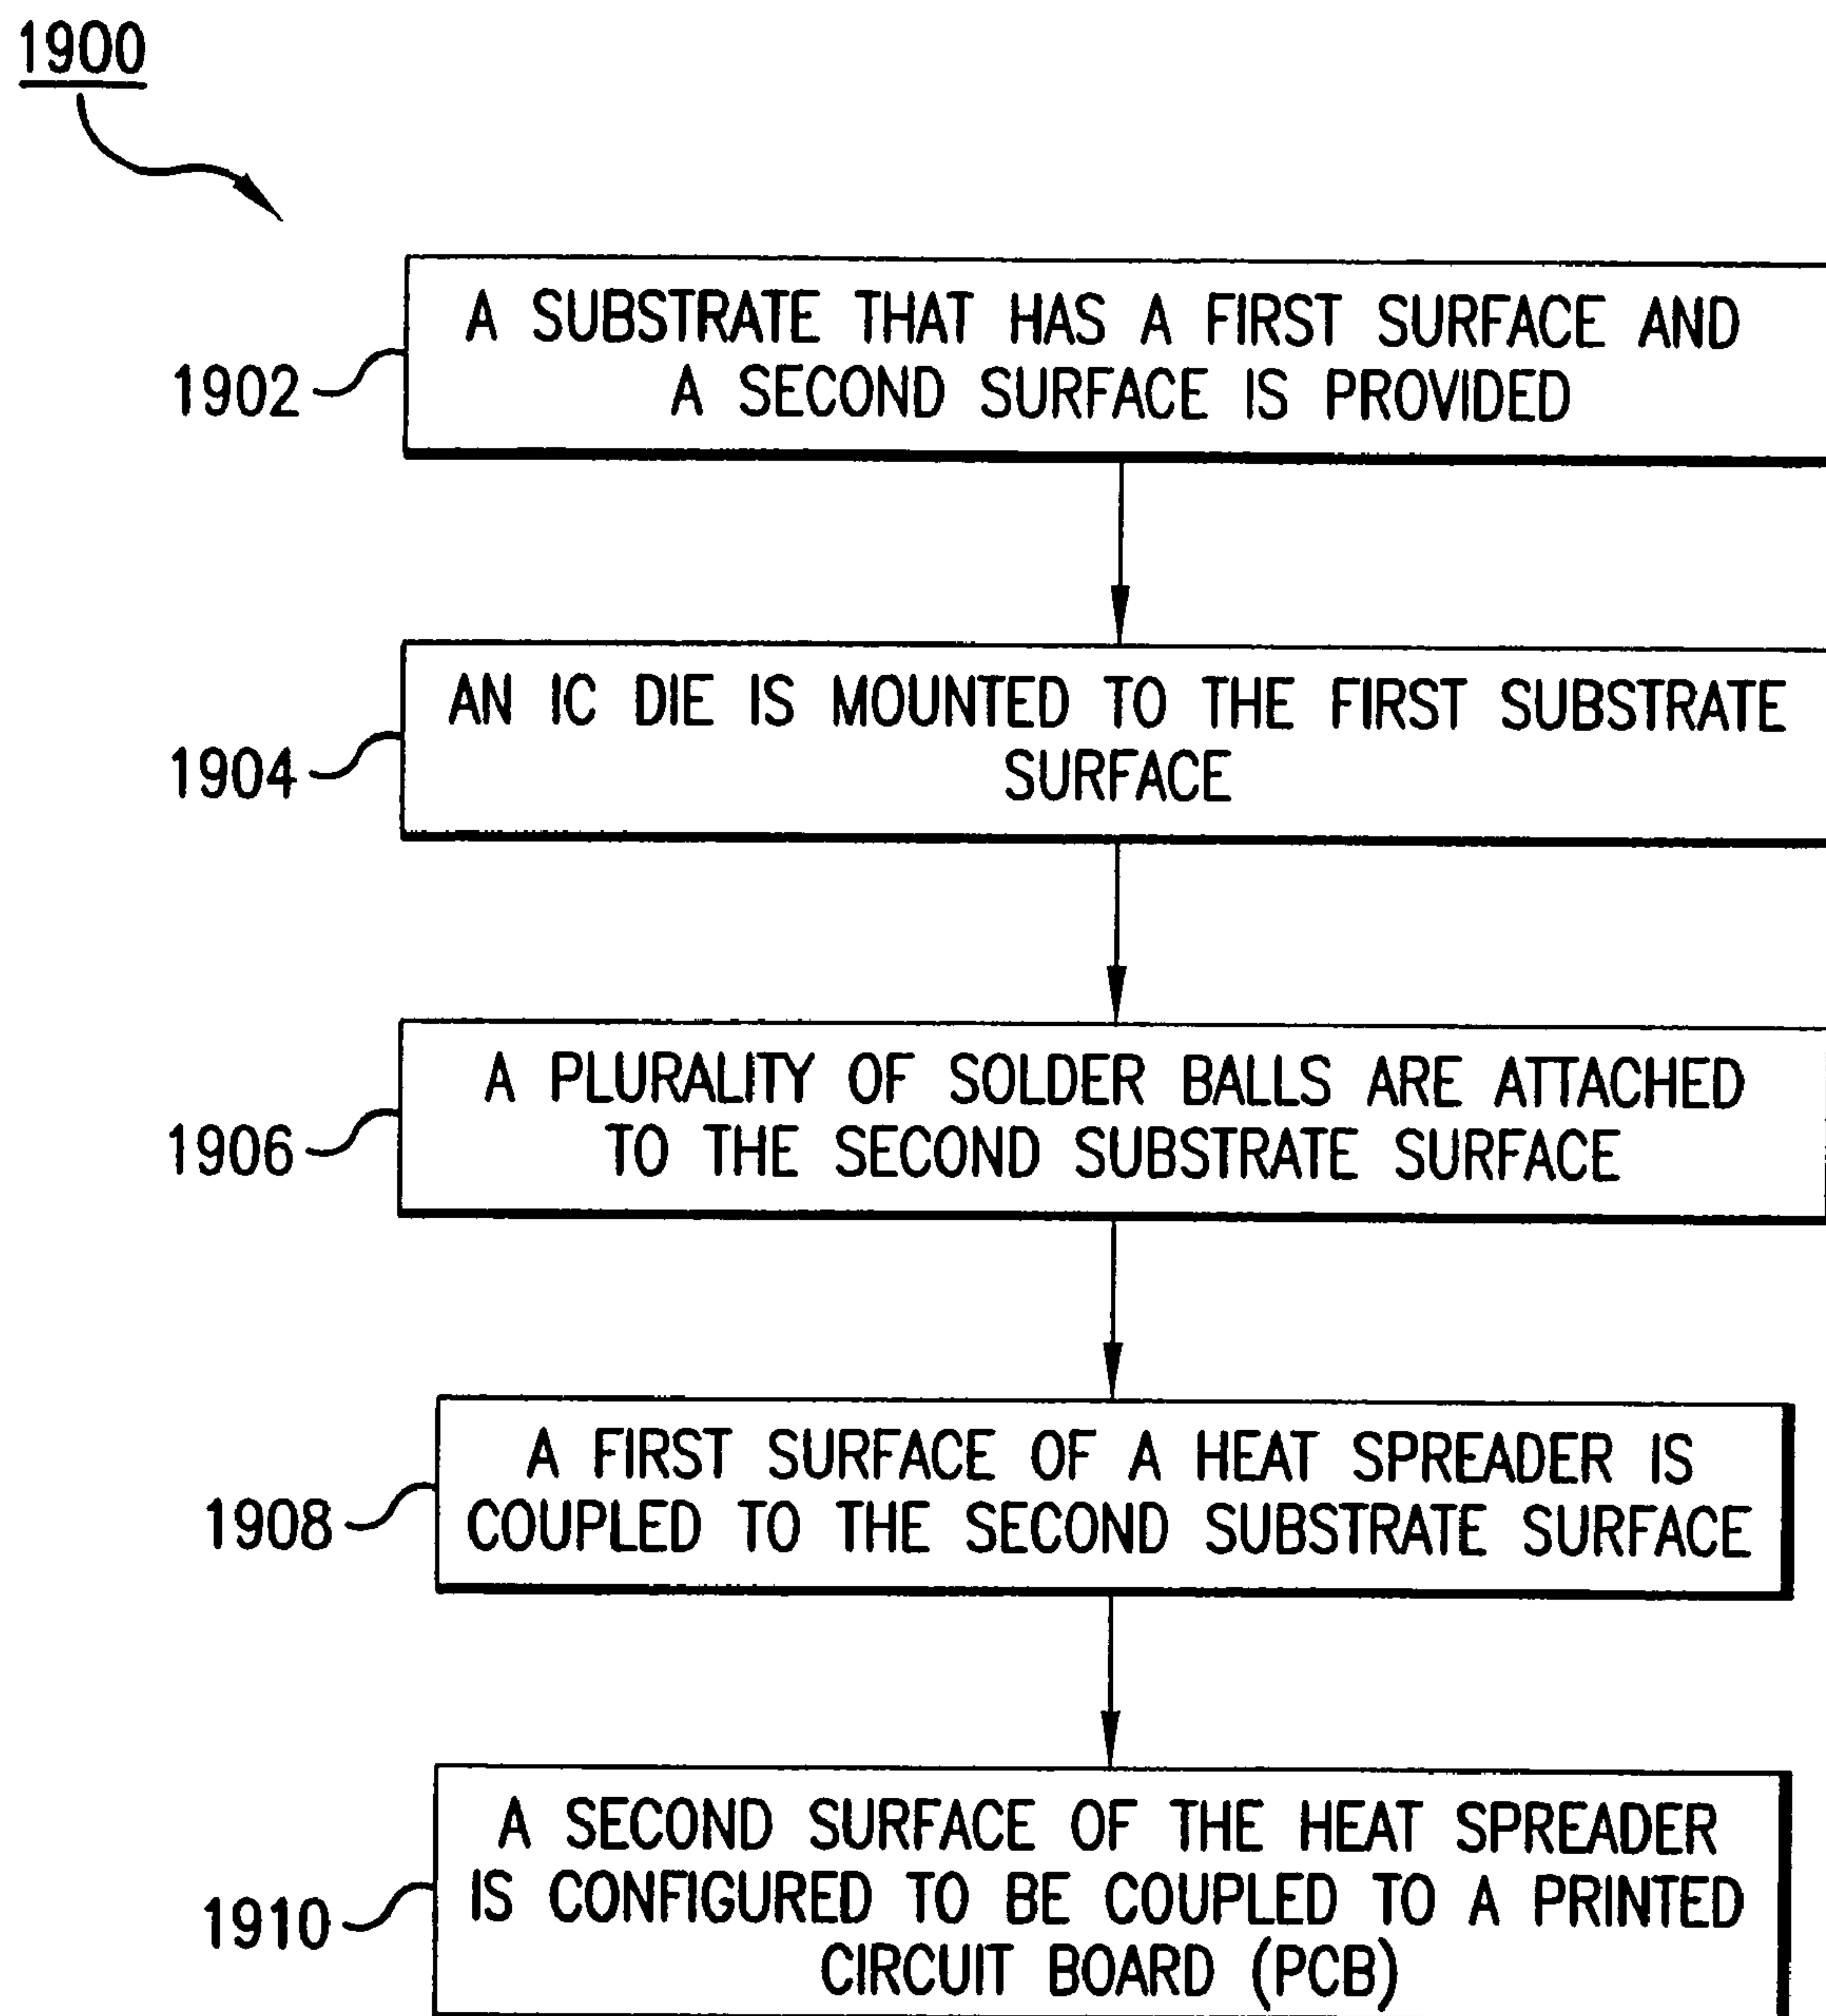 1900
A SUBSTRATE THAT HAS A FIRST SURFACE AND
A SECOND SURFACE IS PROVIDED
1902
AN IC DIE IS MOUNTED TO THE FIRST SUBSTRATE
SURFACE
1904
A PLURALITY OF SOLDER BALLS ARE ATTACHED
TO THE SECOND SUBSTRATE SURFACE
1906
A FIRST SURFACE OF A HEAT SPREADER IS
COUPLED TO THE SECOND SUBSTRATE SURFACE
1908
A SECOND SURFACE OF THE HEAT SPREADER
IS CONFIGURED TO BE COUPLED TO A PRINTED
CIRCUIT BOARD (PCB)
1910